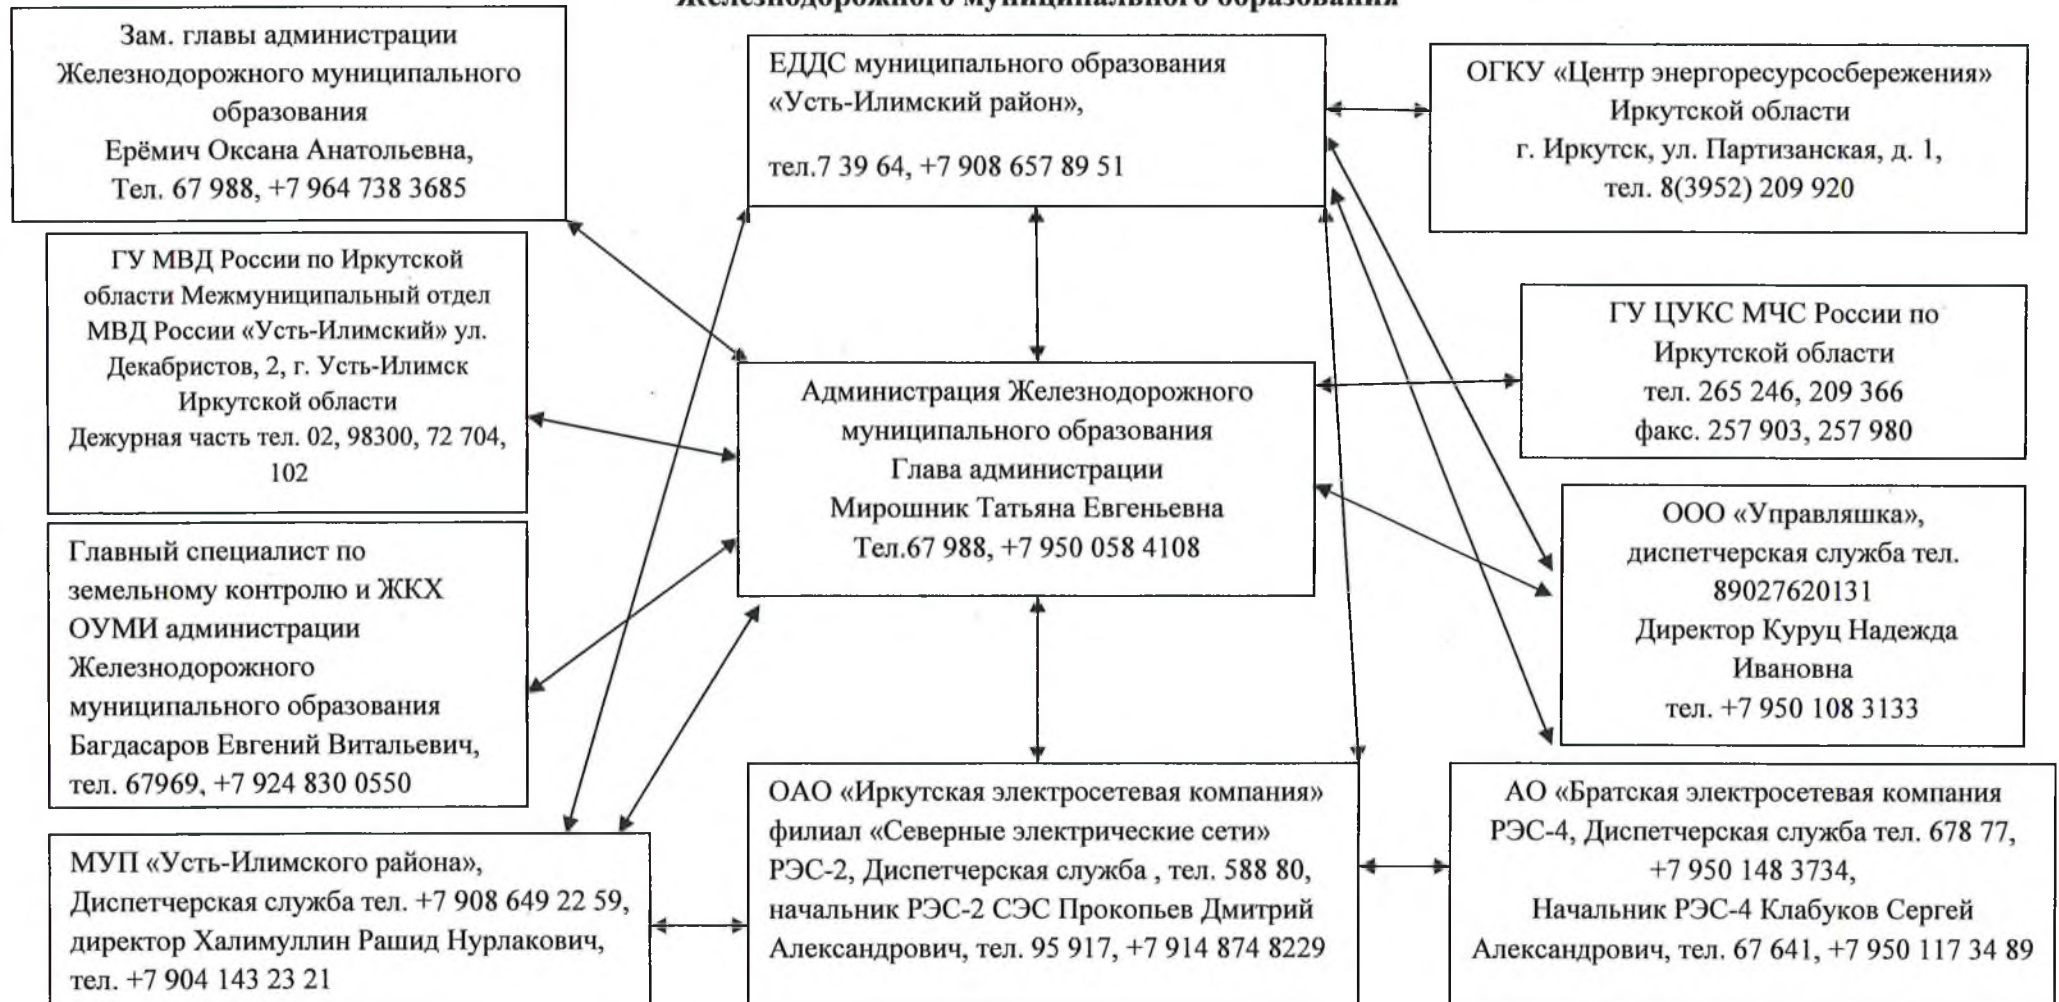 Железнодорожного муниципального образования
Зам. главы администрации
Железнодорожного муниципального
образования
Ерёмич Оксана Анатольевна,
Тел. 67 988, +7 964 738 3685
ЕДДС муниципального образования
«Усть-Илимский район»,
тел.7 39 64, +7 908 657 89 51
ОГКУ «Центр энергоресурсосбережения»
Иркутской области
г. Иркутск, ул. Партизанская, д. 1,
тел. 8(3952) 209 920
ГУ МВД России по Иркутской
области Межмуниципальный отдел
МВД России «Усть-Илимский» ул.
Декабристов, 2, г. Усть-Илимск
Иркутской области
Дежурная часть тел. 02, 98300, 72 704,
102
Администрация Железнодорожного
муниципального образования
Глава администрации
Мирошник Татьяна Евгеньевна
Тел.67 988, +7 950 058 4108
ГУ ЦУКС МЧС России по
Иркутской области
тел. 265 246, 209 366
факс. 257 903, 257 980
Главный специалист по
земельному контролю и ЖКХ
ОУМИ администрации
Железнодорожного
муниципального образования
Багдасаров Евгений Витальевич,
тел. 67969, +7 924 830 0550
ООО «Управляшка»,
диспетчерская служба тел.
89027620131
Директор Куруц Надежда
Ивановна
тел. +7 950 108 3133
МУП «Усть-Илимского района»,
Диспетчерская служба тел. +7 908 649 22 59,
директор Халимуллин Рашид Нурлакович,
тел. +7 904 143 23 21
ОАО «Иркутская электросетевая компания»
филиал «Северные электрические сети»
РЭС-2, Диспетчерская служба , тел. 588 80,
начальник РЭС-2 СЭС Прокопьев Дмитрий
Александрович, тел. 95 917, +7 914 874 8229
АО «Братская электросетевая компания
РЭС-4, Диспетчерская служба тел. 678 77,
+7 950 148 3734,
Начальник РЭС-4 Клабуков Сергей
Александрович, тел. 67 641, +7 950 117 34 89